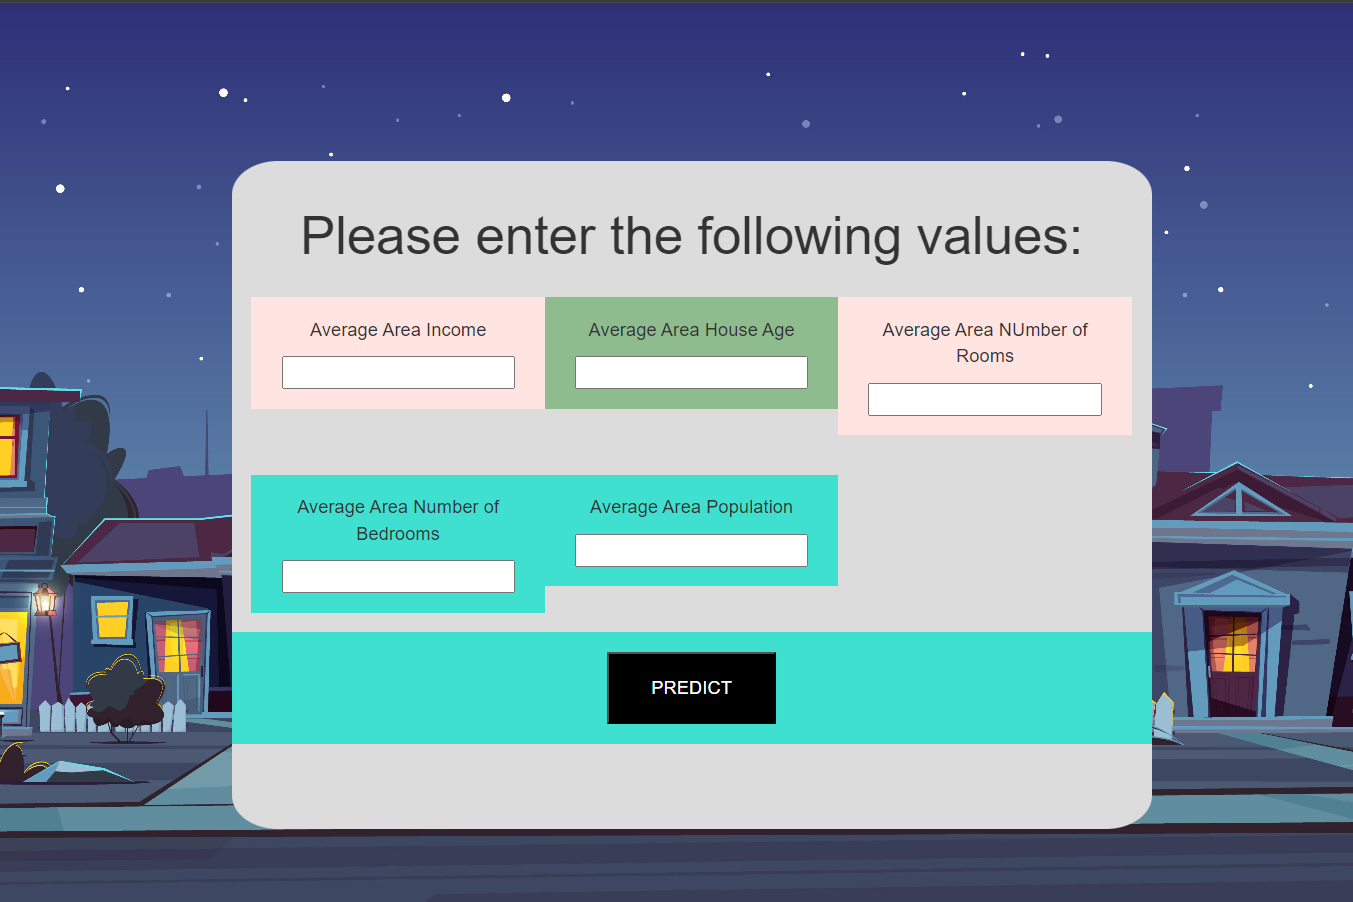 Please enter the following values:
Average Area Income
Average Area House Age
Average Area NUmber of
Rooms
Average Area Number of
Bedrooms
Average Area Population
PREDICT